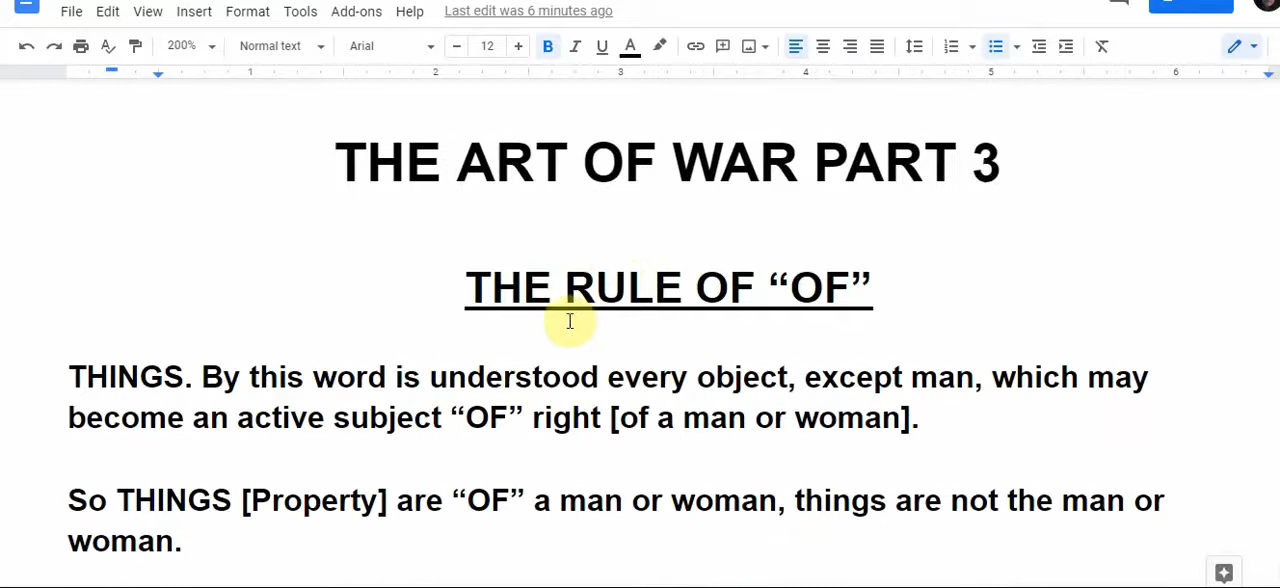 File Edit View Insert Format Tools Add-ons Help Last edit was 6 minutes ago
200% Normal text Arial − 12 + B I U A
1 2 3 4 5 6
THE ART OF WAR PART 3
THE RULE OF “OF”
THINGS. By this word is understood every object, except man, which may
become an active subject “OF” right [of a man or woman].
So THINGS [Property] are “OF” a man or woman, things are not the man or
woman.